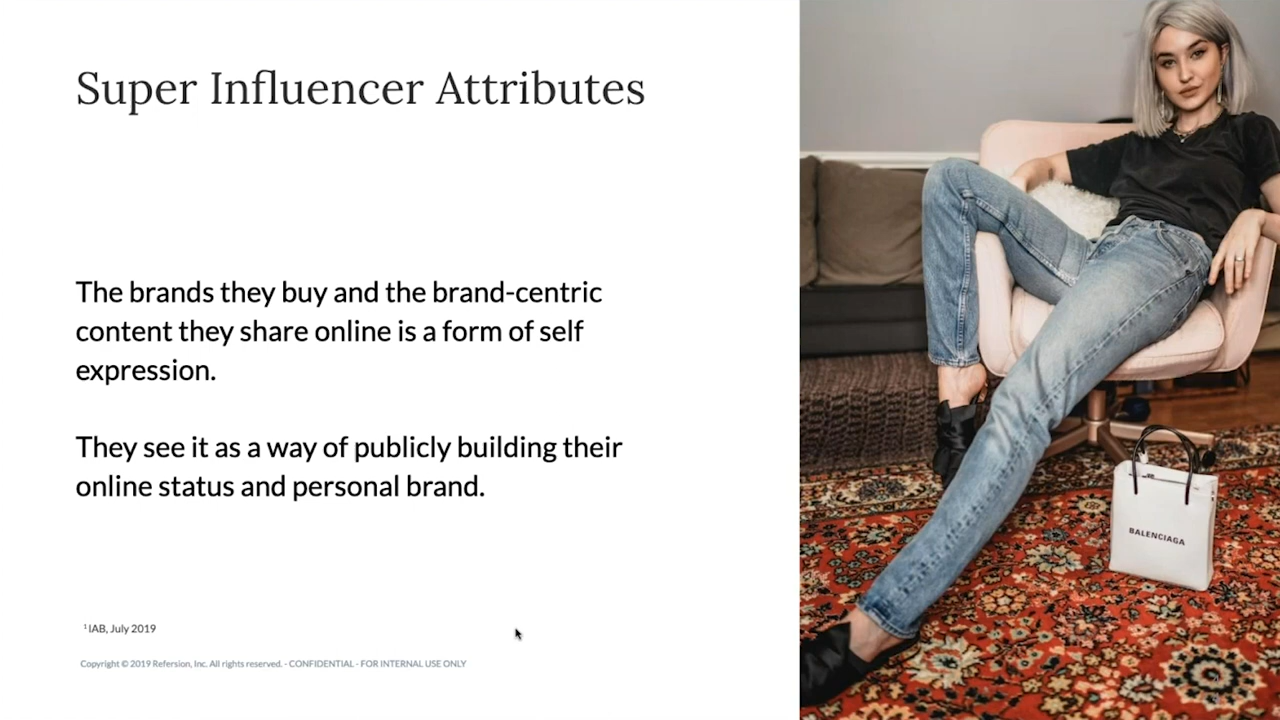 Super Influencer Attributes
The brands they buy and the brand-centric
content they share online is a form of self
expression.
They see it as a way of publicly building their
online status and personal brand.
¹ IAB, July 2019
Copyright © 2019 Refersion, Inc. All rights reserved. - CONFIDENTIAL - FOR INTERNAL USE ONLY
BALENCIAGA